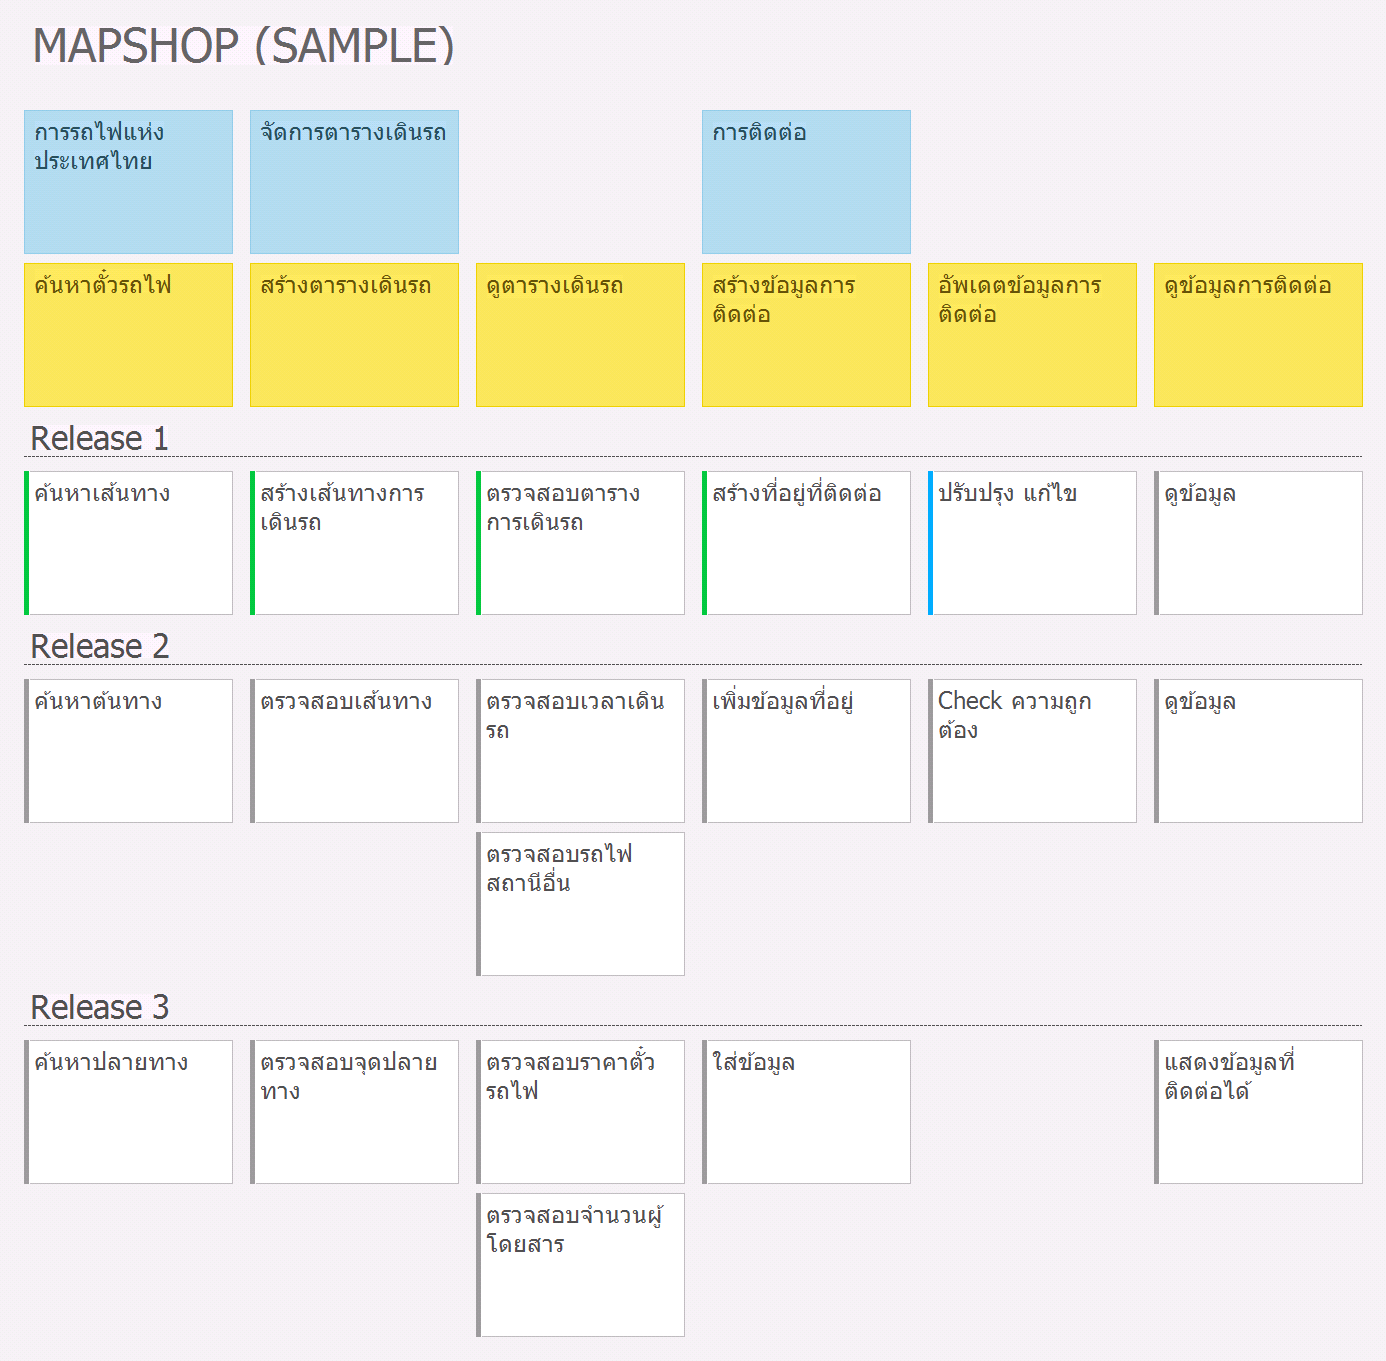 MAPSHOP (SAMPLE)
การรถไฟแห่ง
ประเทศไทย
จัดการตารางเดินรถ
การติดต่อ
ค้นหาตั๋วรถไฟ
สร้างตารางเดินรถ
ดูตารางเดินรถ
สร้างข้อมูลการ
ติดต่อ
อัพเดตข้อมูลการ
ติดต่อ
ดูข้อมูลการติดต่อ
Release 1
ค้นหาเส้นทาง
สร้างเส้นทางการ
เดินรถ
ตรวจสอบตาราง
การเดินรถ
สร้างที่อยู่ที่ติดต่อ
ปรับปรุง แก้ไข
ดูข้อมูล
Release 2
ค้นหาต้นทาง
ตรวจสอบเส้นทาง
ตรวจสอบเวลาเดิน
รถ
เพิ่มข้อมูลที่อยู่
Check ความถูก
ต้อง
ดูข้อมูล
ตรวจสอบรถไฟ
สถานีอื่น
Release 3
ค้นหาปลายทาง
ตรวจสอบจุดปลาย
ทาง
ตรวจสอบราคาตั๋ว
รถไฟ
ใส่ข้อมูล
แสดงข้อมูลที่
ติดต่อได้
ตรวจสอบจำนวนผู้
โดยสาร